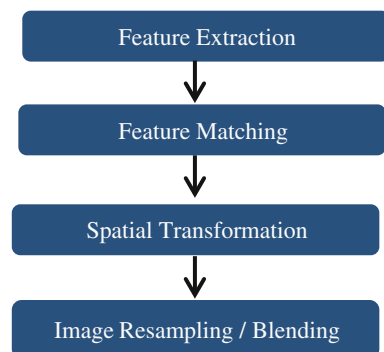 Feature Extraction
Feature Matching
Spatial Transformation
Image Resampling / Blending